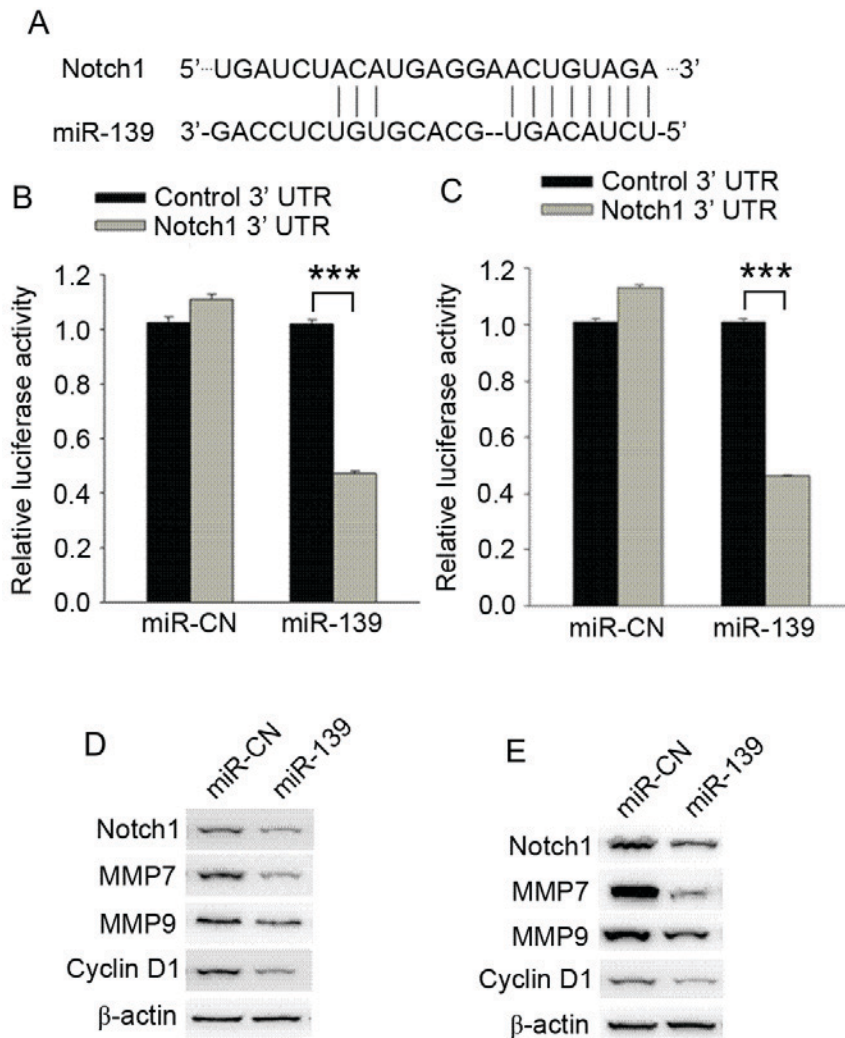 A
Notch1 5’···UGAUCUACAUGAGGAACUGUAGA···3’
miR-139 3’-GACCUCUGUGCACG--UGACAUCU-5’
B
Control 3’ UTR
Notch1 3’ UTR
Relative luciferase activity
1.2
1.0
0.8
0.6
0.4
0.2
0.0
***
miR-CN miR-139
C
Control 3’ UTR
Notch1 3’ UTR
Relative luciferase activity
1.2
1.0
0.8
0.6
0.4
0.2
0.0
***
miR-CN miR-139
D
miR-CN miR-139
Notch1
MMP7
MMP9
Cyclin D1
β-actin
E
miR-CN miR-139
Notch1
MMP7
MMP9
Cyclin D1
β-actin